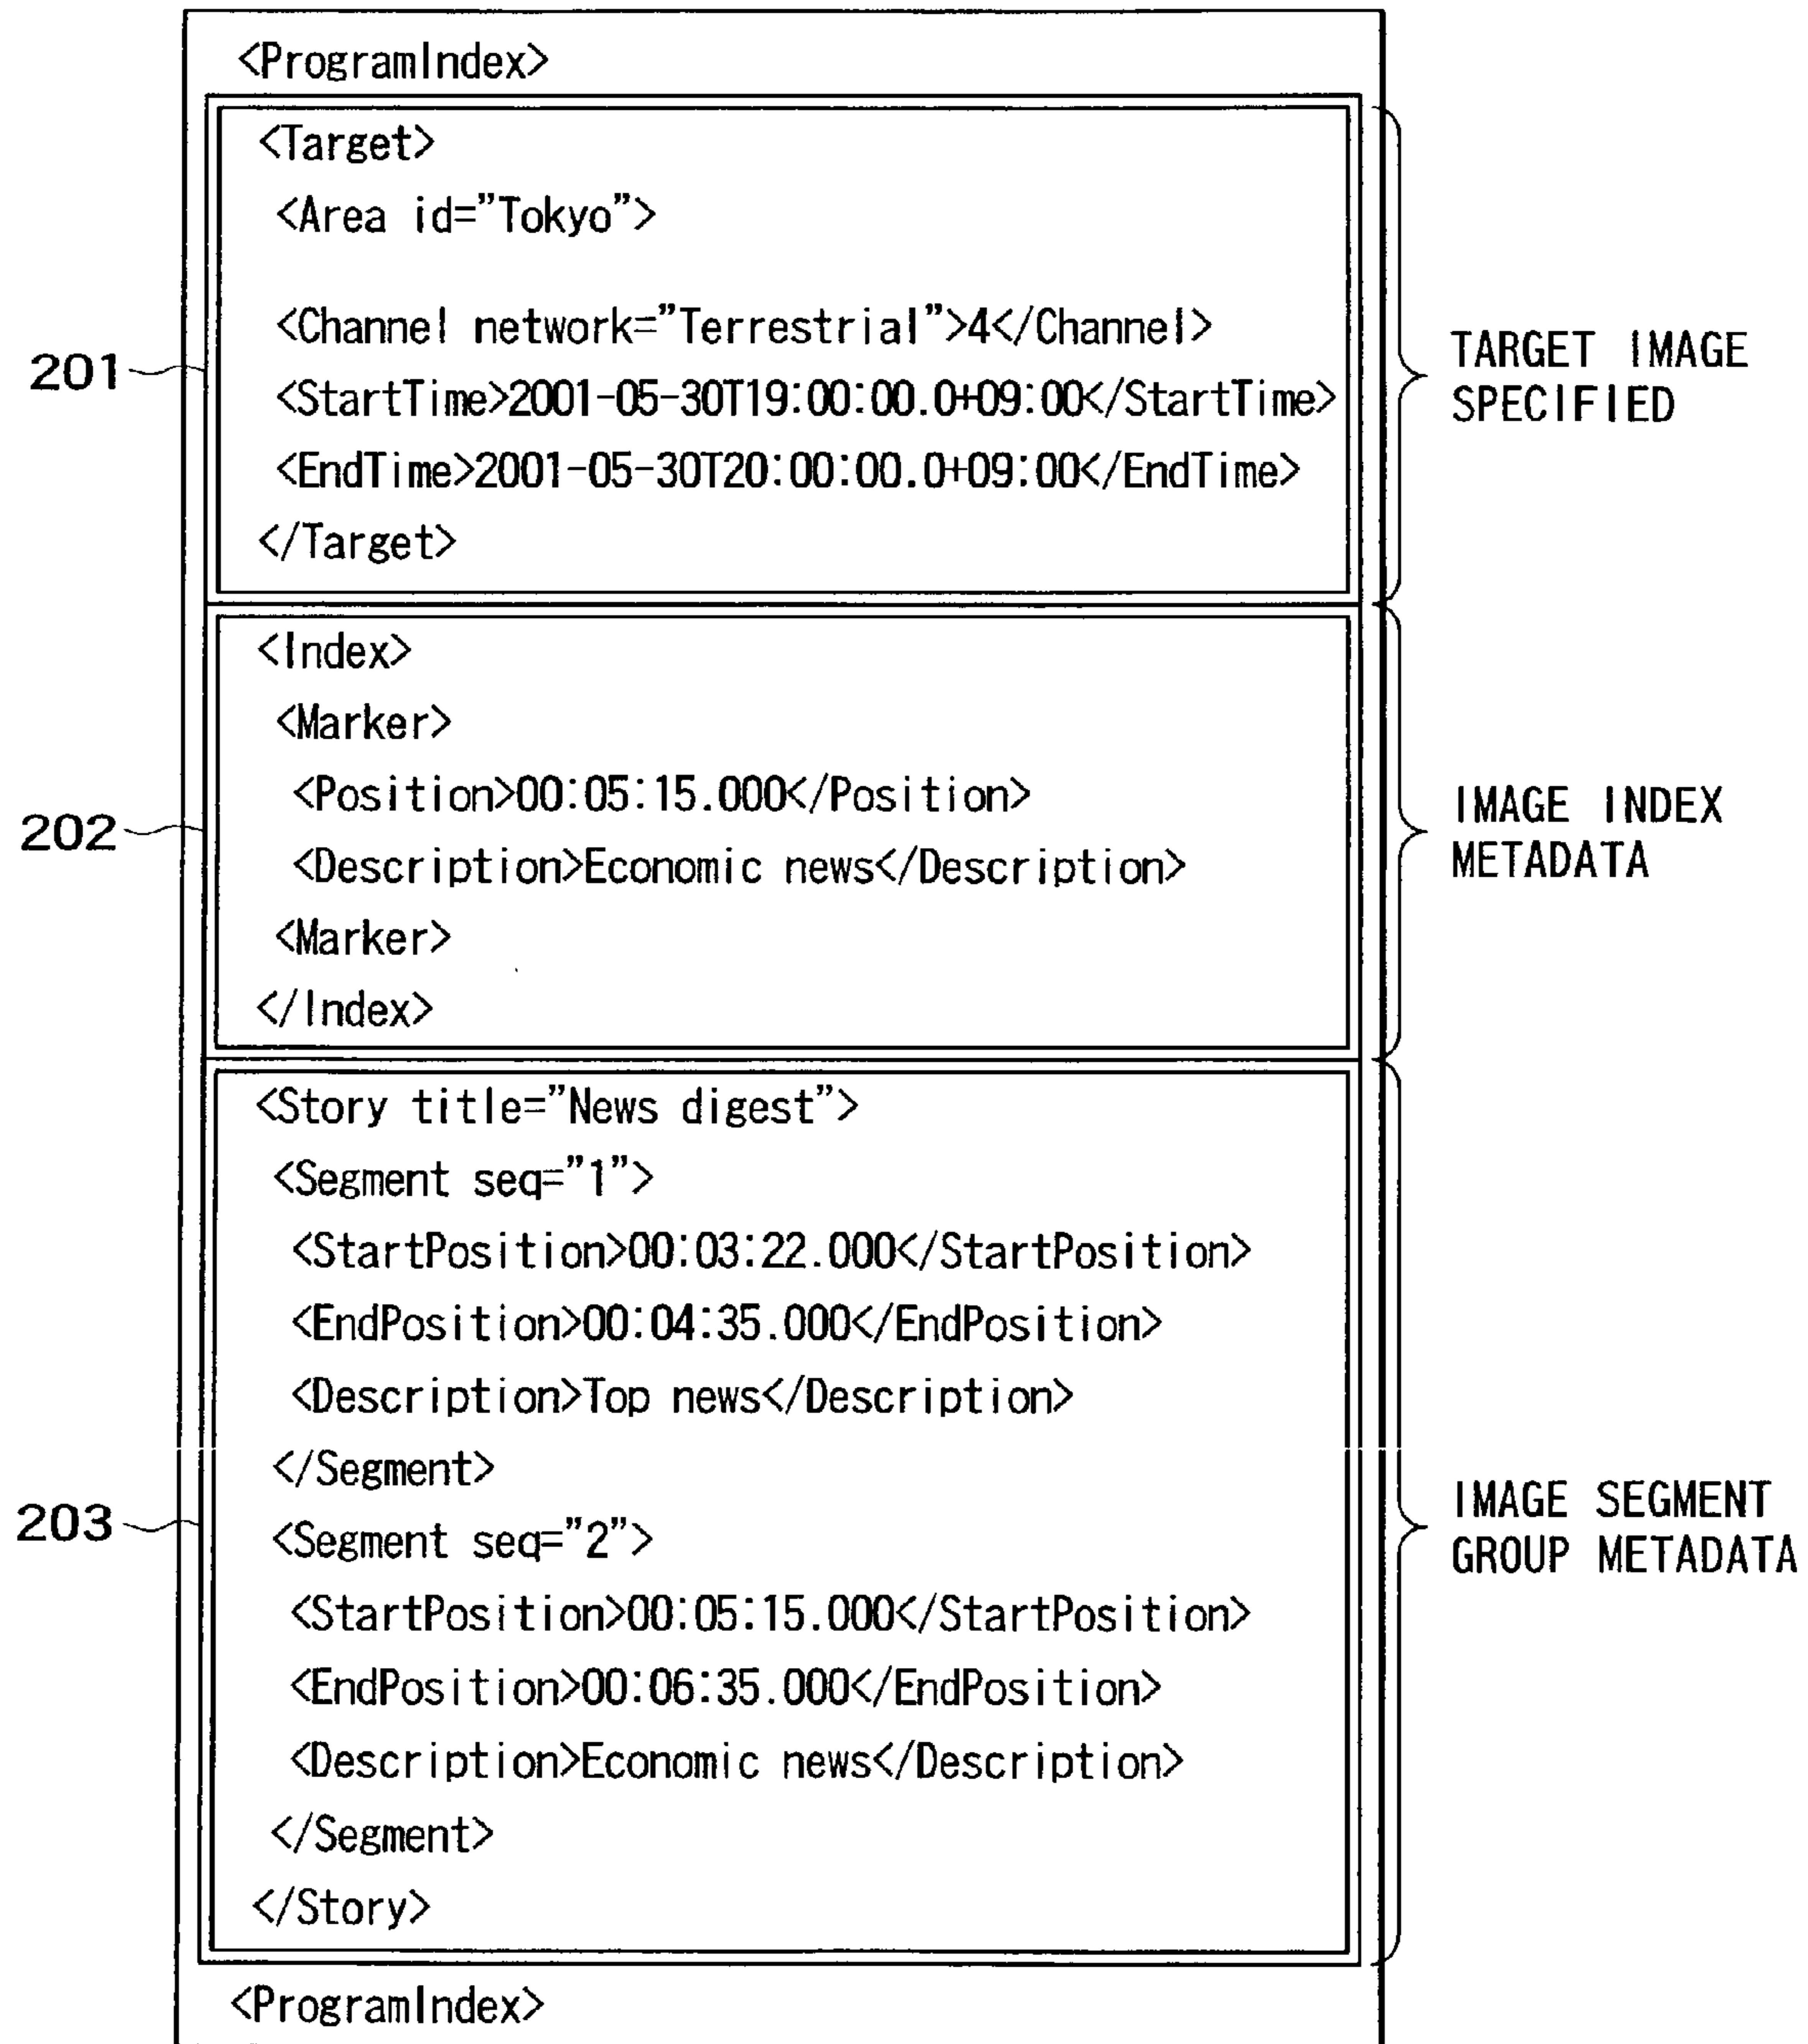 <ProgramIndex>
<Target>
<Area id="Tokyo">
<Channel network="Terrestrial">4</Channel>
201
<StartTime>2001-05-30T19:00:00.0+09:00</StartTime>
<EndTime>2001-05-30T20:00:00.0+09:00</EndTime>
</Target>
TARGET IMAGE
SPECIFIED
<Index>
<Marker>
<Position>00:05:15.000</Position>
202
<Description>Economic news</Description>
<Marker>
</Index>
IMAGE INDEX
METADATA
<Story title="News digest">
<Segment seq="1">
<StartPosition>00:03:22.000</StartPosition>
<EndPosition>00:04:35.000</EndPosition>
<Description>Top news</Description>
</Segment>
203
<Segment seq="2">
<StartPosition>00:05:15.000</StartPosition>
<EndPosition>00:06:35.000</EndPosition>
<Description>Economic news</Description>
</Segment>
</Story>
IMAGE SEGMENT
GROUP METADATA
<ProgramIndex>